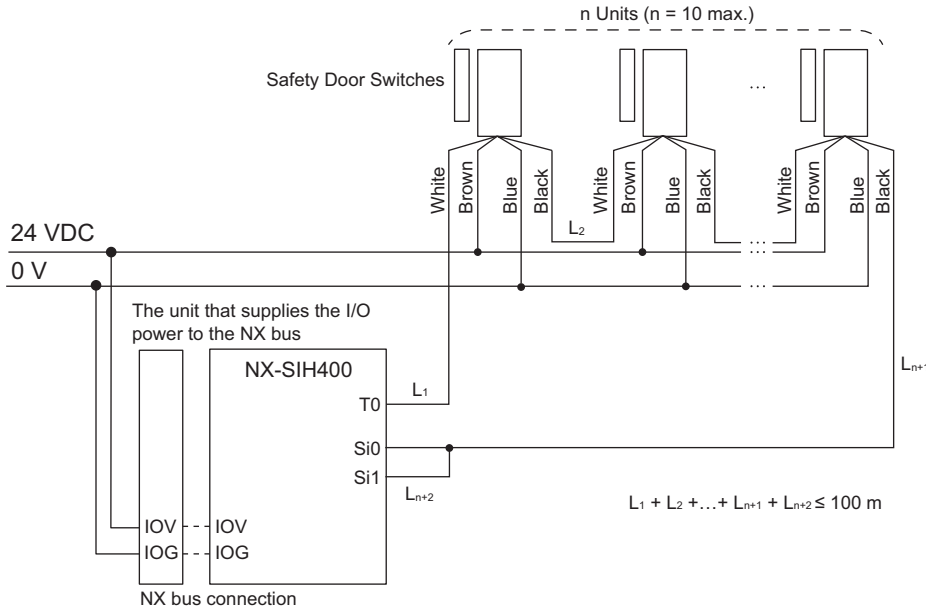 n Units (n = 10 max.)
Safety Door Switches
...
White
Brown
Blue
Black
White
Brown
Blue
Black
White
Brown
Blue
Black
L2
24 VDC
...
0 V
...
The unit that supplies the I/O
power to the NX bus
NX-SIH400
L1
T0
Ln+1
Si0
Si1
Ln+2
L1 + L2 +...+ Ln+1 + Ln+2 ≤ 100 m
IOV
IOV
IOG
IOG
NX bus connection